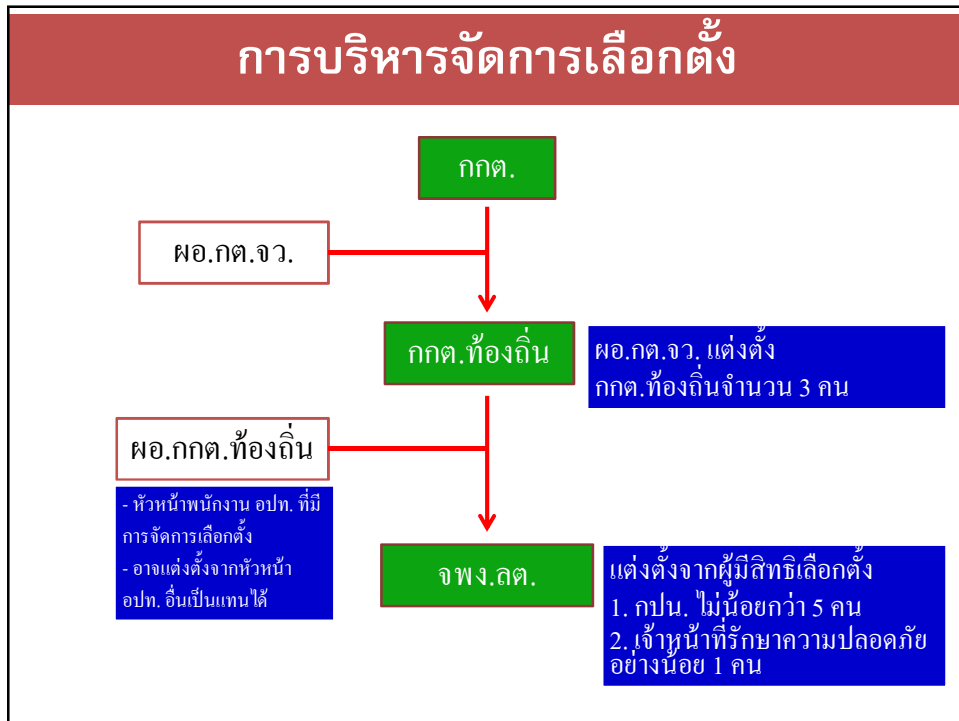 การบริหารจัดการเลือกตั้ง
กกต.
ผอ.กต.จว.
กกต.ท้องถิ่น
ผอ.กต.จว. แต่งตั้ง
กกต.ท้องถิ่นจำนวน 3 คน
ผอ.กกต.ท้องถิ่น
- หัวหน้าพนักงาน อปท. ที่มี
การจัดการเลือกตั้ง
- อาจแต่งตั้งจากหัวหน้า
อปท. อื่นเป็นแทนได้
จพง.ลต.
แต่งตั้งจากผู้มีสิทธิเลือกตั้ง
1. กปน. ไม่น้อยกว่า 5 คน
2. เจ้าหน้าที่รักษาความปลอดภัย
อย่างน้อย 1 คน